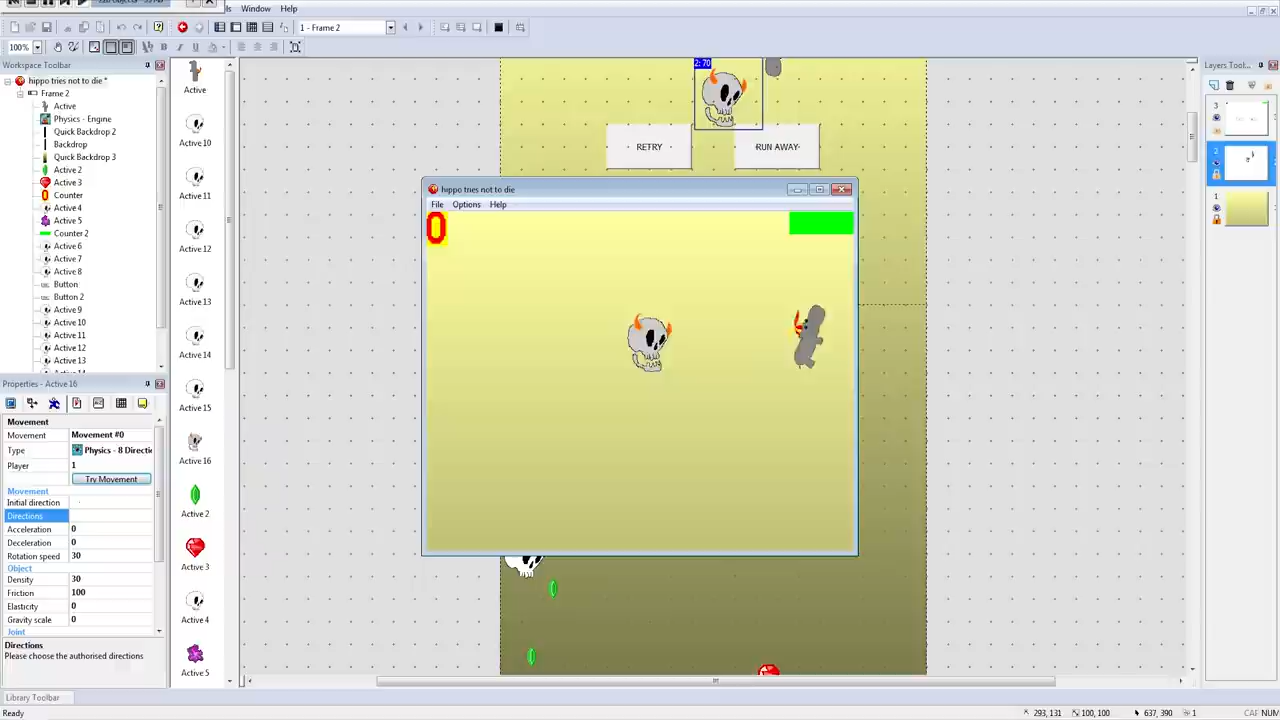 Window Help
1 - Frame 2
100%
Workspace Toolbar
hippo tries not to die *
Frame 2
Active
Physics - Engine
Quick Backdrop 2
Backdrop
Quick Backdrop 3
Active 2
Active 3
Counter
Active 4
Active 5
Counter 2
Active 6
Active 7
Active 8
Button
Button 2
Active 9
Active 10
Active 11
Active 12
Active 13
Properties - Active 16
Movement
Movement Movement #0
Type Physics - 8 Directi
Player 1
Try Movement
Movement
Initial direction
Directions
Acceleration 0
Deceleration 0
Rotation speed 30
Object
Density 30
Friction 100
Elasticity 0
Gravity scale 0
Joint
Directions
Please choose the authorised directions
Library Toolbar
Ready
Active
Active 10
Active 11
Active 12
Active 13
Active 14
Active 15
Active 16
Active 2
Active 3
Active 4
Active 5
2: 70
RETRY
RUN AWAY
hippo tries not to die
File Options Help
0
Layers Tool...
3
2
1
293, 131
100, 100
637, 390
1
CAP NUM